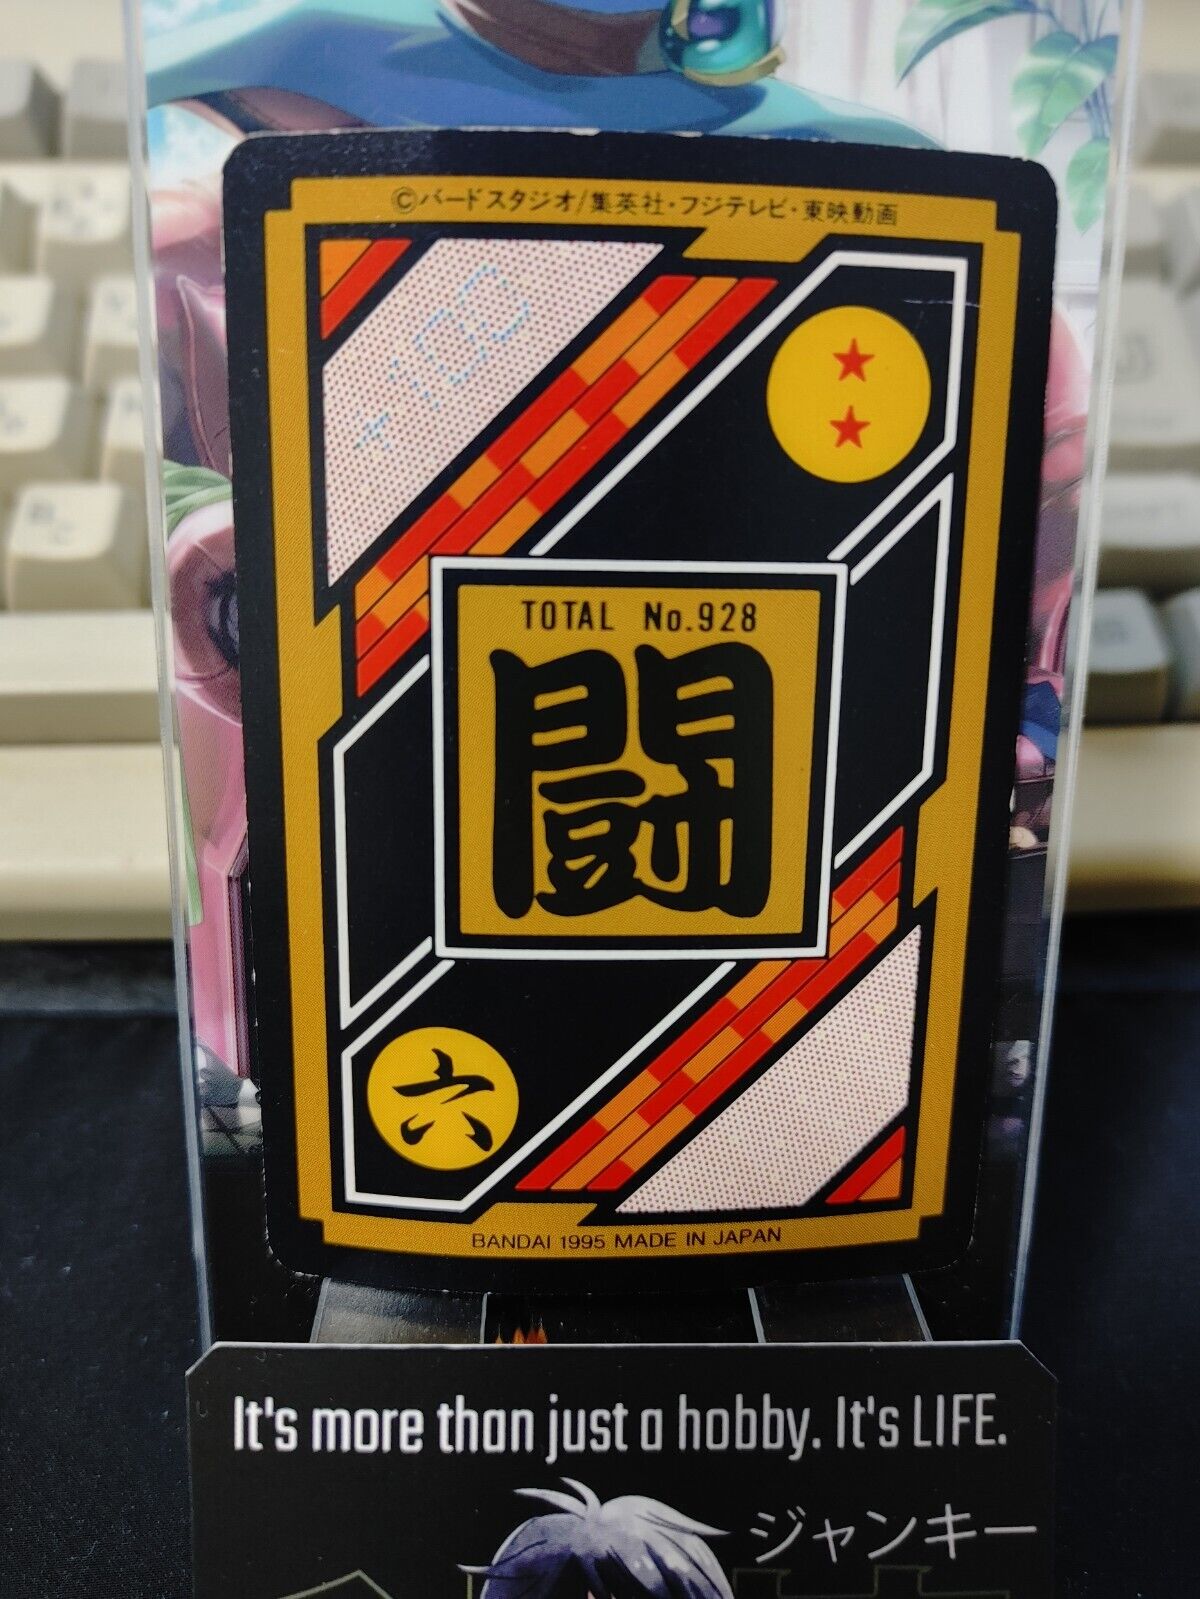 ©バードスタジオ/集英社・フジテレビ・東映動画
+100
TOTAL No.928
闘
六
BANDAI 1995 MADE IN JAPAN
It's more than just a hobby. It's LIFE.
ジャンキー